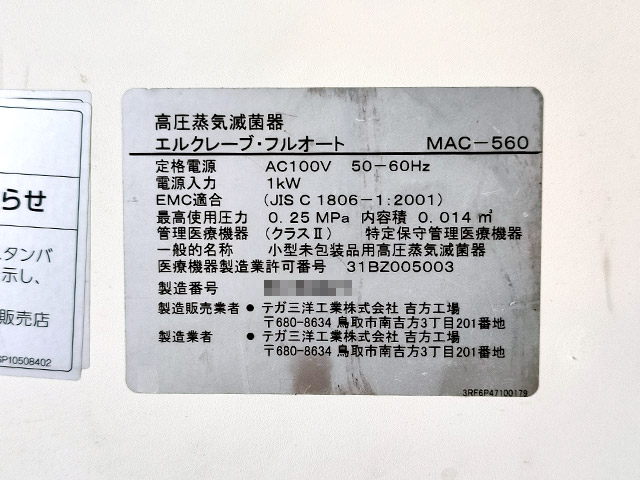 らせ
スタンバ
示し、
販売店
GP10508402
高圧蒸気滅菌器
エルクレーブ・フルオート MAC−560
定格電源 AC100V 50−60Hz
電源入力 1kW
EMC適合 (JIS C 1806−1:2001)
最高使用圧力 0.25 MPa 内容積 0.014 ㎥
管理医療機器 (クラスⅡ) 特定保守管理医療機器
一般的名称 小型未包装品用高圧蒸気滅菌器
医療機器製造業許可番号 31BZ005003
製造番号
製造販売業者 ● テガ三洋工業株式会社 吉方工場
〒680-8634 鳥取市南吉方3丁目201番地
製造業者 ● テガ三洋工業株式会社 吉方工場
〒680-8634 鳥取市南吉方3丁目201番地
3RF6P47100179